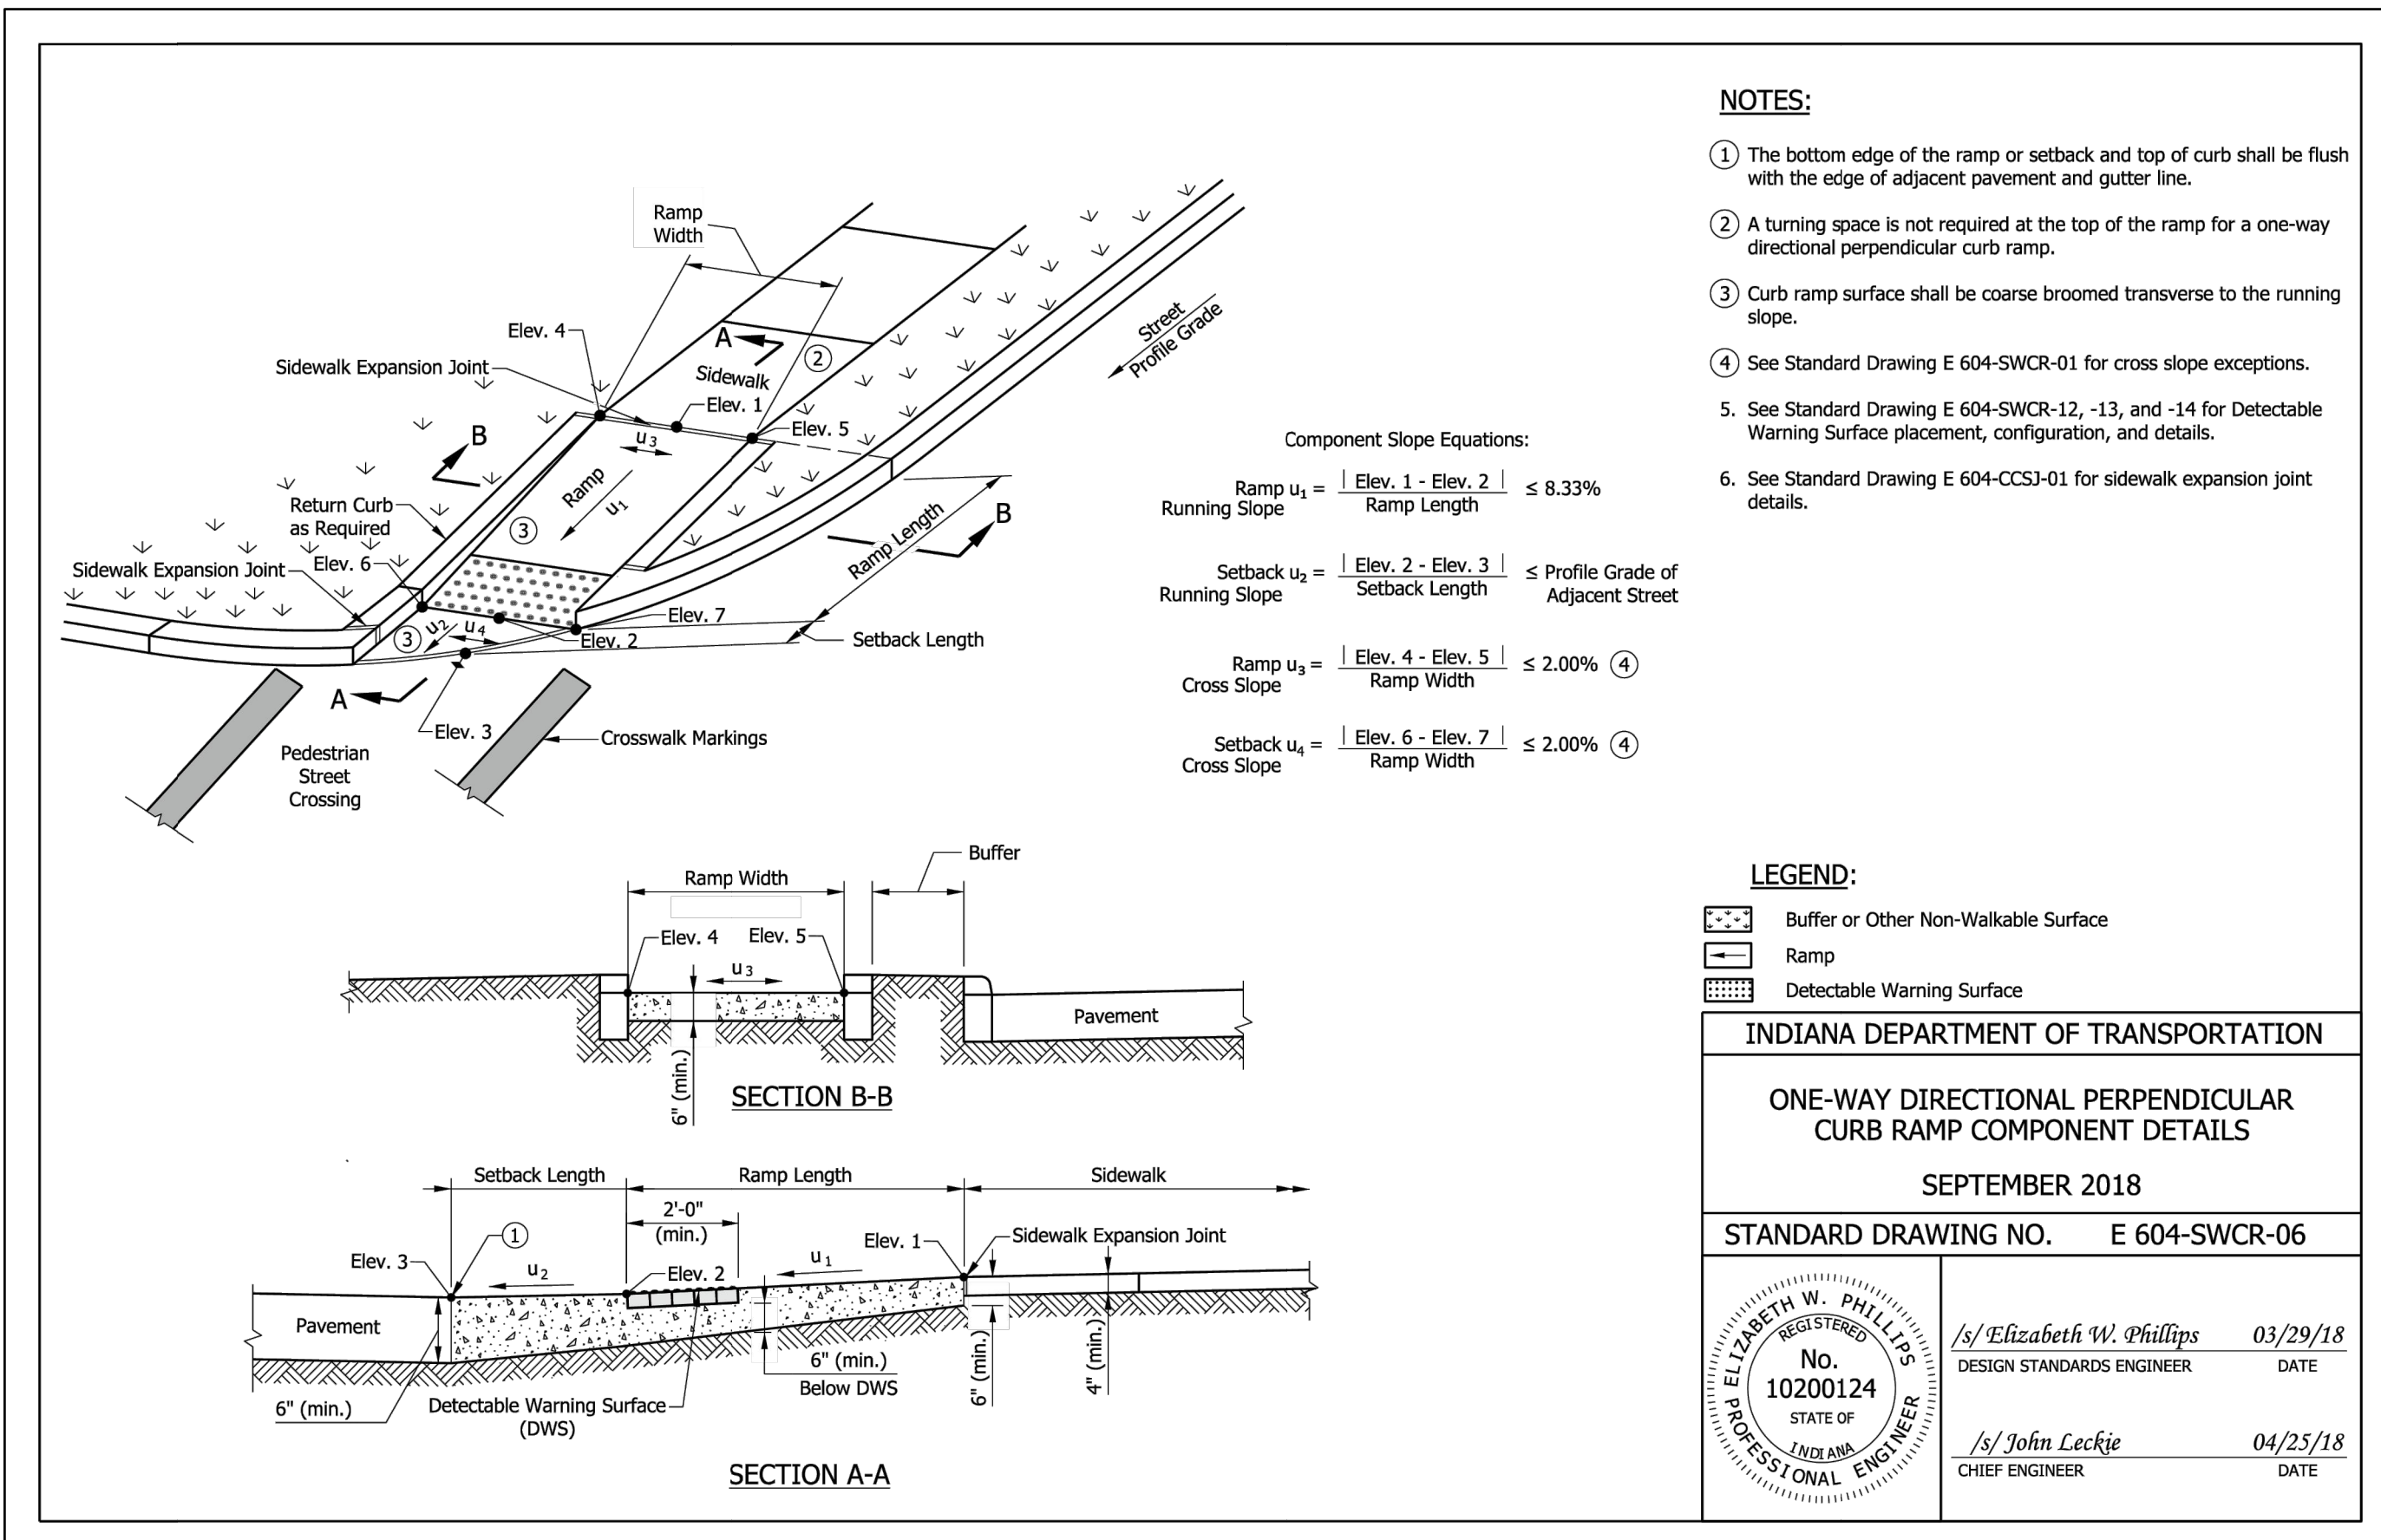 Ramp
Width
Elev. 4
Sidewalk Expansion Joint
A
2
Sidewalk
Elev. 1
Elev. 5
u3
B
Street
Profile Grade
Ramp
u1
3
Return Curb
as Required
Ramp Length
B
Elev. 6
Sidewalk Expansion Joint
Elev. 7
3
u2
u4
Elev. 2
Setback Length
A
Elev. 3
Crosswalk Markings
Pedestrian
Street
Crossing
Component Slope Equations:
Ramp u1 = | Elev. 1 - Elev. 2 | ≤ 8.33%
Running Slope Ramp Length
Setback u2 = | Elev. 2 - Elev. 3 | ≤ Profile Grade of
Running Slope Setback Length Adjacent Street
Ramp u3 = | Elev. 4 - Elev. 5 | ≤ 2.00% 4
Cross Slope Ramp Width
Setback u4 = | Elev. 6 - Elev. 7 | ≤ 2.00% 4
Cross Slope Ramp Width
NOTES:
1 The bottom edge of the ramp or setback and top of curb shall be flush
with the edge of adjacent pavement and gutter line.
2 A turning space is not required at the top of the ramp for a one-way
directional perpendicular curb ramp.
3 Curb ramp surface shall be coarse broomed transverse to the running
slope.
4 See Standard Drawing E 604-SWCR-01 for cross slope exceptions.
5. See Standard Drawing E 604-SWCR-12, -13, and -14 for Detectable
Warning Surface placement, configuration, and details.
6. See Standard Drawing E 604-CCSJ-01 for sidewalk expansion joint
details.
Buffer
Ramp Width
Elev. 4 Elev. 5
u3
Pavement
6" (min.)
SECTION B-B
Setback Length Ramp Length Sidewalk
2'-0"
(min.)
1
Elev. 1
Sidewalk Expansion Joint
Elev. 3
u2
Elev. 2
u1
Pavement
6" (min.)
Below DWS
6" (min.)
4" (min.)
6" (min.)
Detectable Warning Surface
(DWS)
SECTION A-A
LEGEND:
Buffer or Other Non-Walkable Surface
Ramp
Detectable Warning Surface
INDIANA DEPARTMENT OF TRANSPORTATION
ONE-WAY DIRECTIONAL PERPENDICULAR
CURB RAMP COMPONENT DETAILS
SEPTEMBER 2018
STANDARD DRAWING NO. E 604-SWCR-06
ELIZABETH W. PHILLIPS
REGISTERED
No.
10200124
STATE OF
INDIANA
PROFESSIONAL ENGINEER
/s/ Elizabeth W. Phillips 03/29/18
DESIGN STANDARDS ENGINEER DATE
/s/ John Leckie 04/25/18
CHIEF ENGINEER DATE